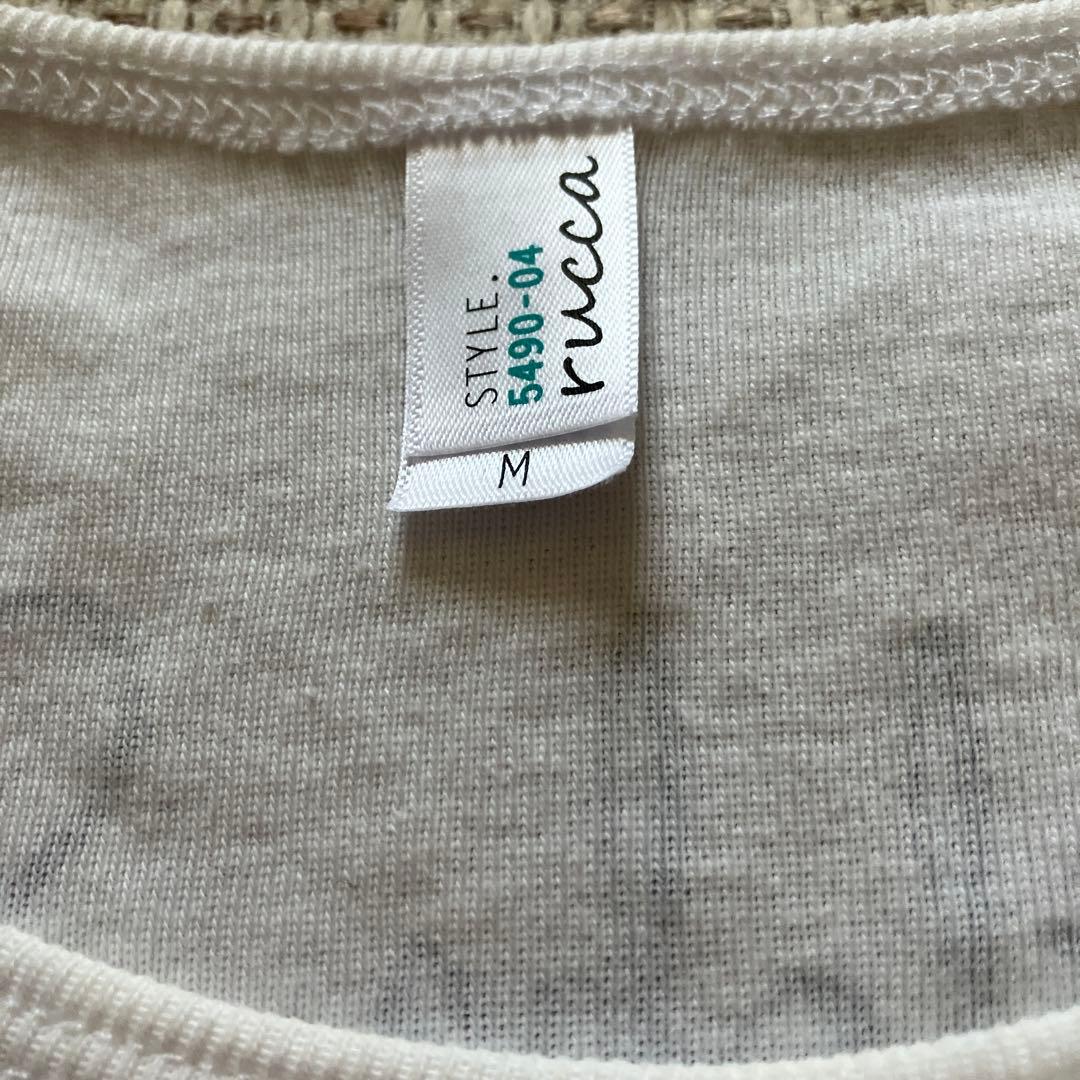 STYLE.
5490-04
rucca
M